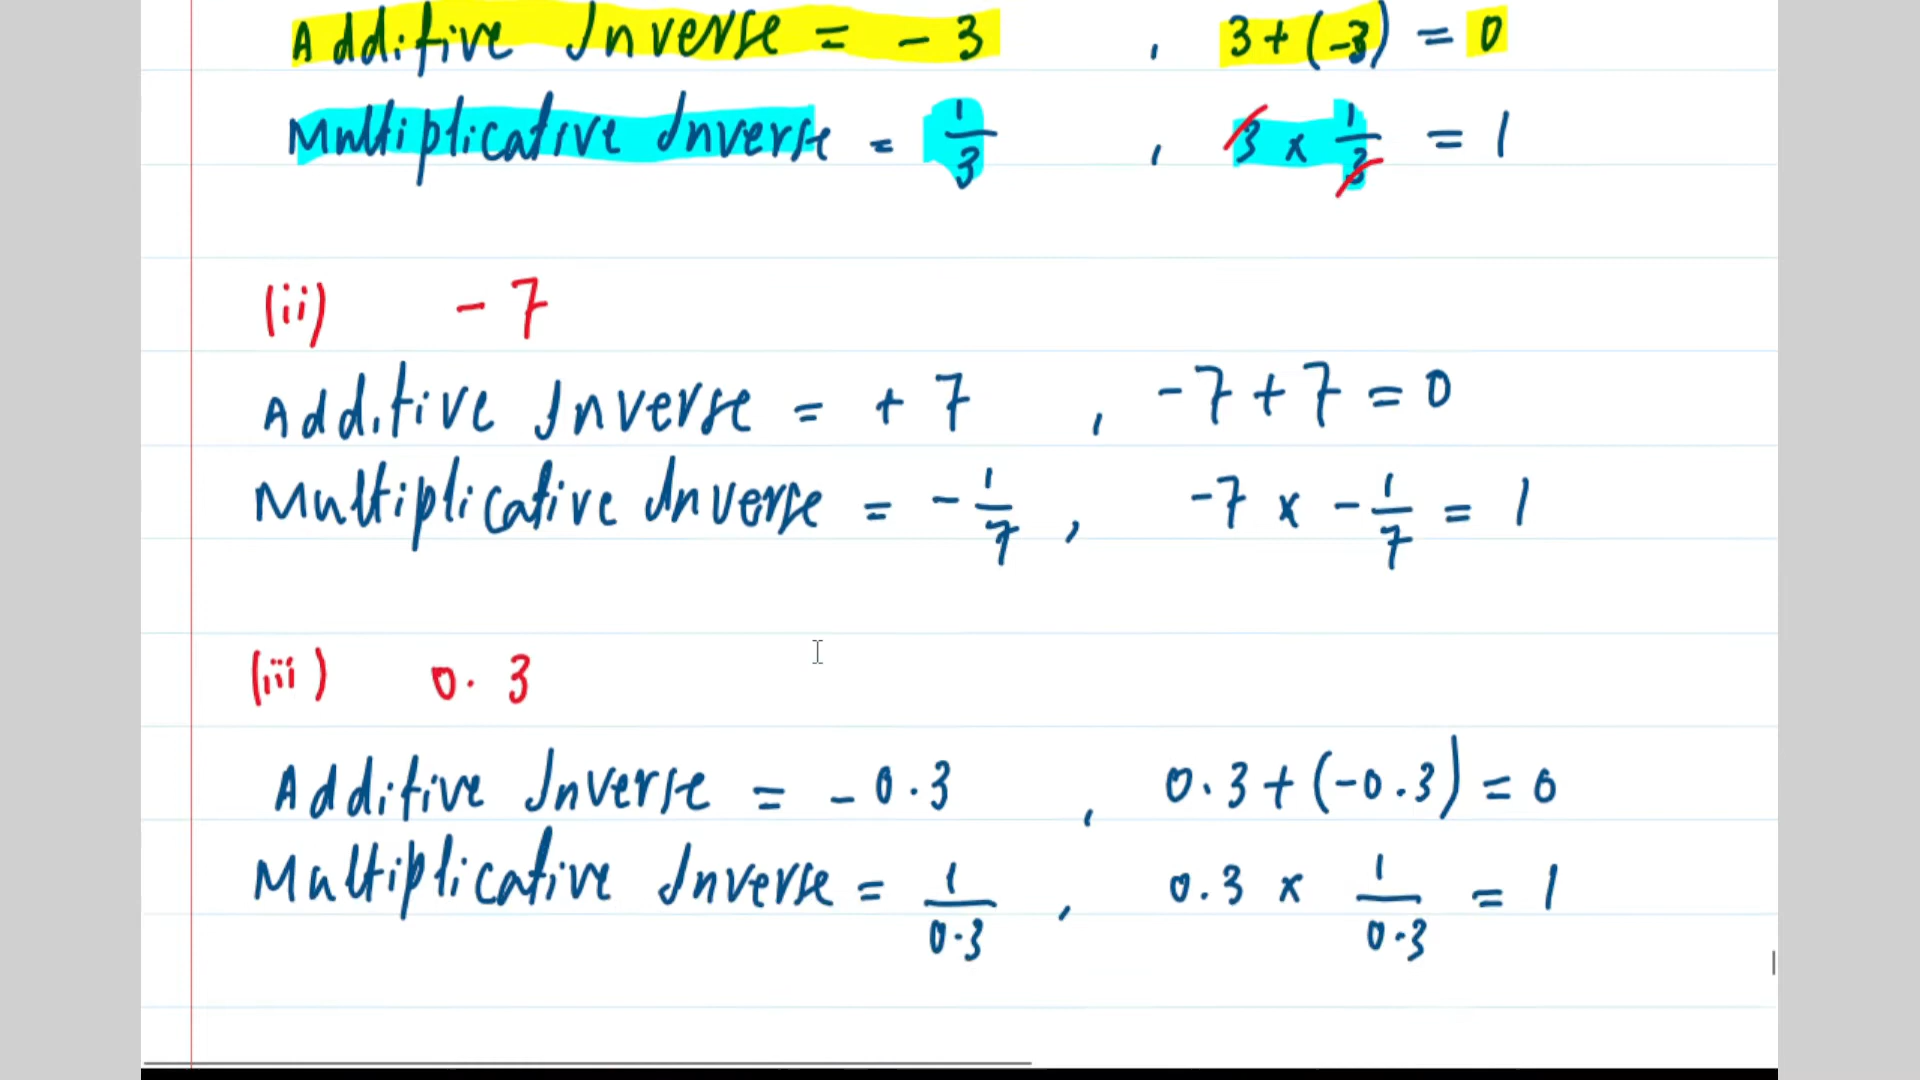 Additive Inverse = - 3 , 3 + (-3) = 0
Multiplicative Inverse = 1/3 , 3 x 1/3 = 1
(ii) - 7
Additive Inverse = + 7 , -7 + 7 = 0
Multiplicative Inverse = - 1/7 , -7 x - 1/7 = 1
(iii) 0.3
Additive Inverse = - 0.3 , 0.3 + (-0.3) = 0
Multiplicative Inverse = 1/0.3 , 0.3 x 1/0.3 = 1